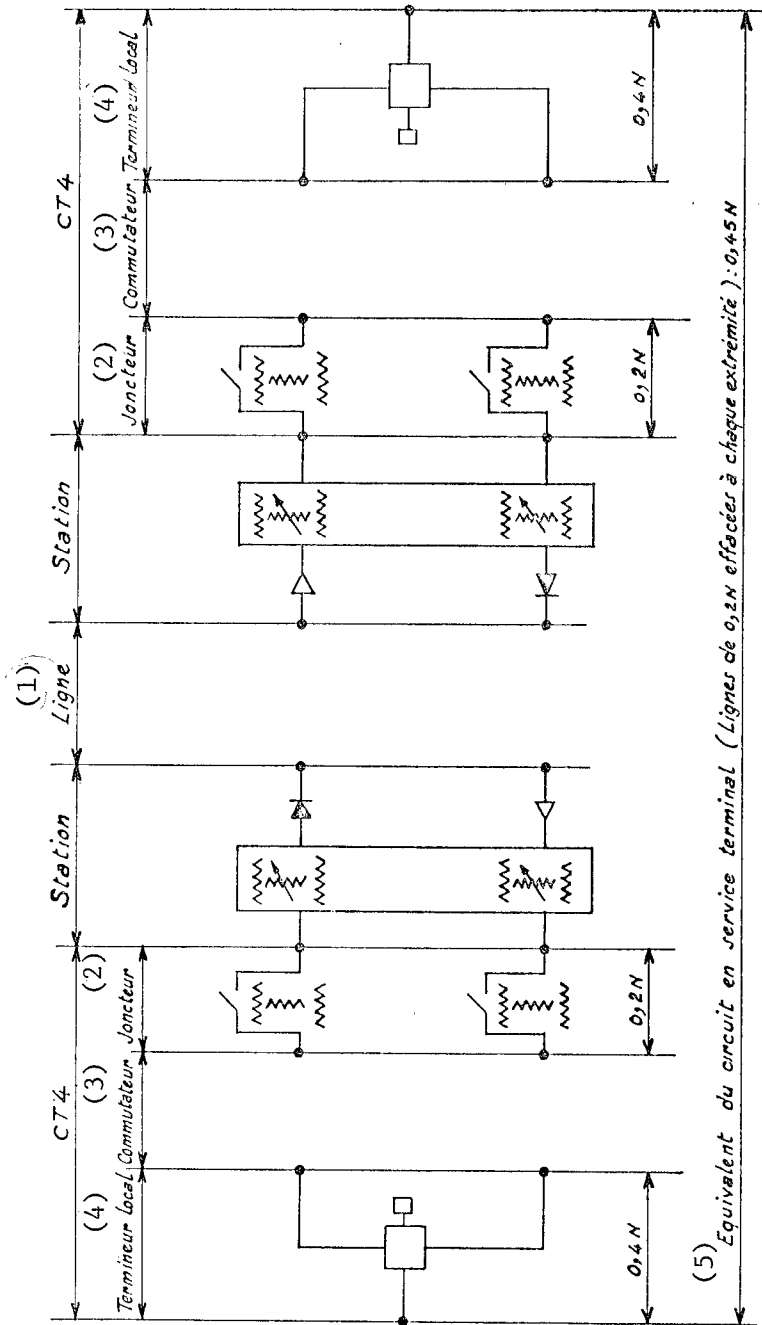 CT4
Station
(1)
Ligne
Station
CT4
(4)
Termineur Local
(3)
Commutateur
(2)
Joncteur
(2)
Joncteur
(3)
Commutateur
(4)
Termineur Local
0,4N
0,2N
0,2N
0,4N
(5)
Equivalent du circuit en service terminal (Lignes de 0,2N effacées à chaque extrémité): 0,45N